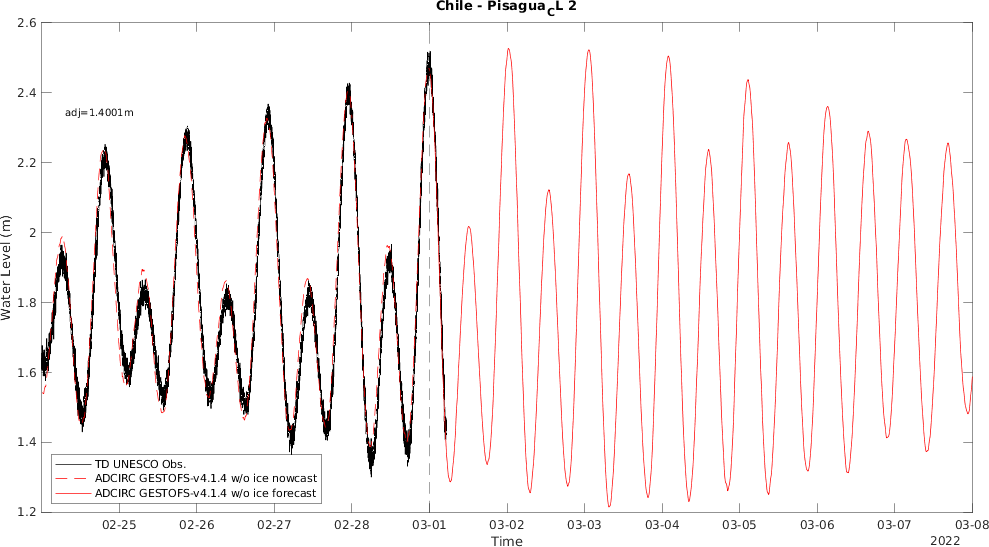 Chile - Pisagua_CL 2
2.6
2.4
adj=1.4001m
2.2
2
1.8
1.6
1.4
1.2
Water Level (m)
TD UNESCO Obs.
ADCIRC GESTOFS-v4.1.4 w/o ice nowcast
ADCIRC GESTOFS-v4.1.4 w/o ice forecast
02-25 02-26 02-27 02-28 03-01 03-02 03-03 03-04 03-05 03-06 03-07 03-08
Time
2022